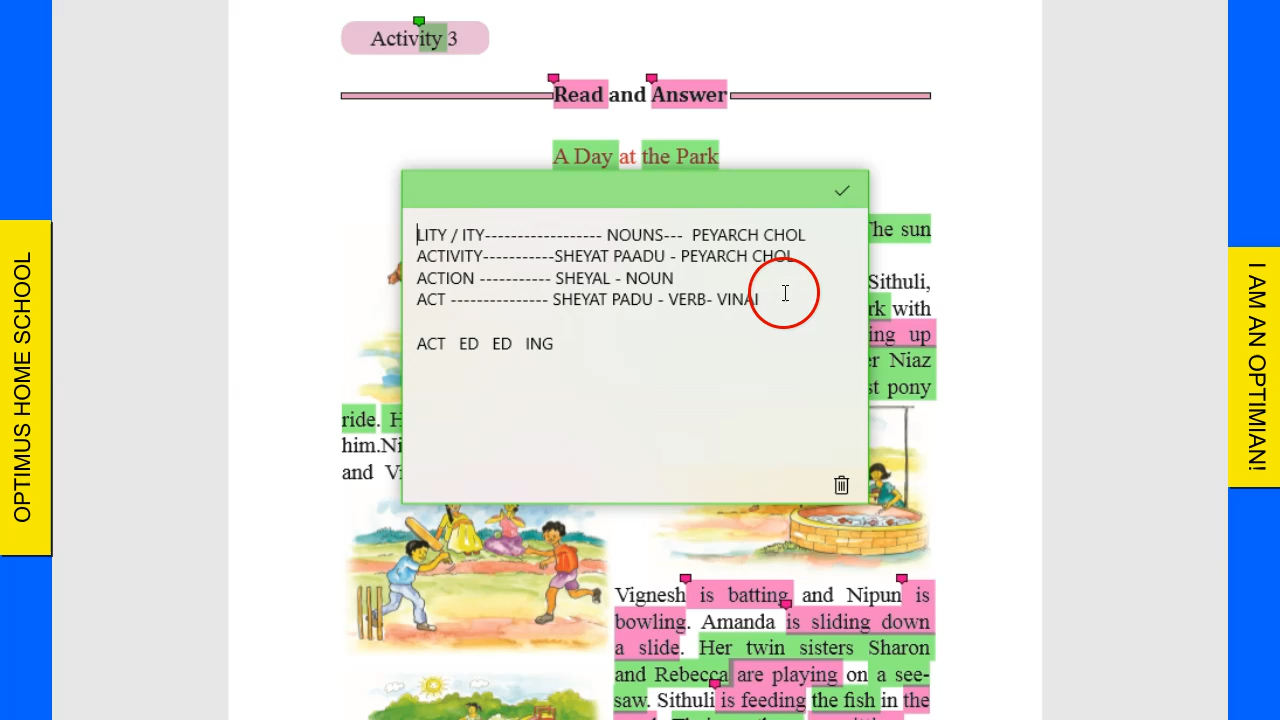 Activity 3
Read and Answer
A Day at the Park
LITY / ITY------------------ NOUNS--- PEYARCH CHOL
ACTIVITY-----------SHEYAT PAADU - PEYARCH CHOL
ACTION ----------- SHEYAL - NOUN
ACT --------------- SHEYAT PADU - VERB- VINAI
ACT ED ED ING
The sun
Sithuli,
with
ing up
Niaz
pony
ride.
him.Ni
and
Vignesh is batting and Nipun is
bowling. Amanda is sliding down
a slide. Her twin sisters Sharon
and Rebecca are playing on a see-
saw. Sithuli is feeding the fish in the
OPTIMUS HOME SCHOOL
I AM AN OPTIMIAN!